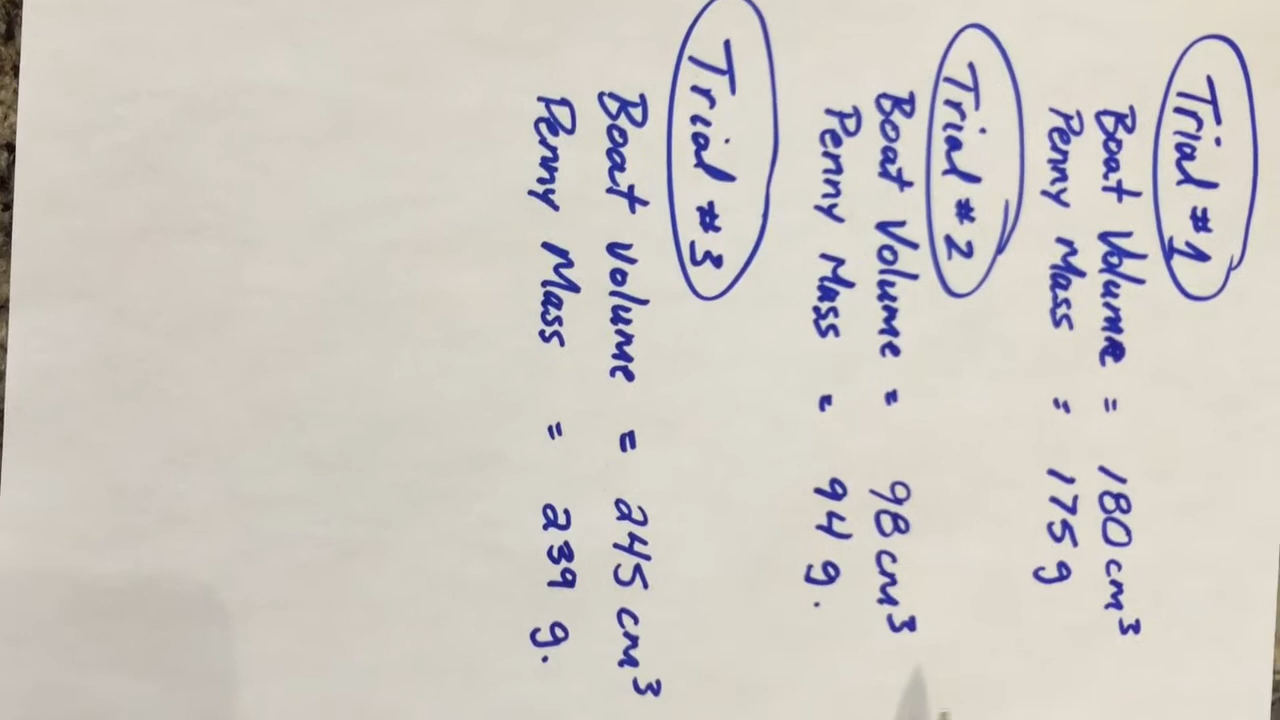 Trial #1
Boat Volume = 180 cm³
Penny Mass = 175 g
Trial #2
Boat Volume = 98 cm³
Penny Mass = 94 g.
Trial #3
Boat Volume = 245 cm³
Penny Mass = 239 g.